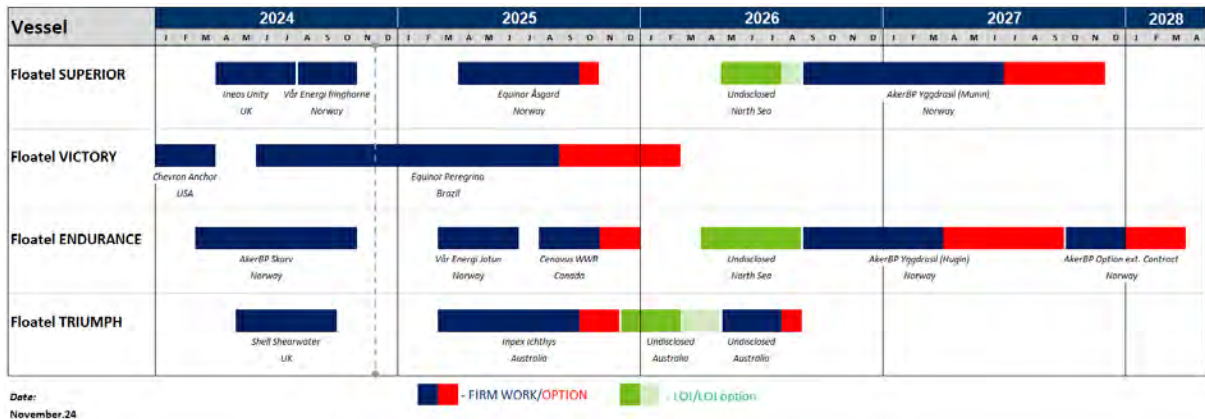 Vessel 2024 2025 2026 2027 2028
J F M A M J J A S O N D J F M A M J J A S O N D J F M A M J J A S O N D J F M A M J J A S O N D J F M A
Floatel SUPERIOR
Ineos Unity Vår Energi Ringhorne Equinor Åsgard Undisclosed AkerBP Yggdrasil (Munin)
UK Norway Norway North Sea Norway
Floatel VICTORY
Chevron Anchor Equinor Peregrino
USA Brazil
Floatel ENDURANCE
AkerBP Skarv Vår Energi Jotun Cenovus WWR Undisclosed AkerBP Yggdrasil (Hugin) AkerBP Option ext. Contract
Norway Norway Canada North Sea Norway Norway
Floatel TRIUMPH
Shell Shearwater Inpex Ichthys Undisclosed Undisclosed
UK Australia Australia Australia
Date:
November.24
- FIRM WORK/OPTION - LOI/LOI option